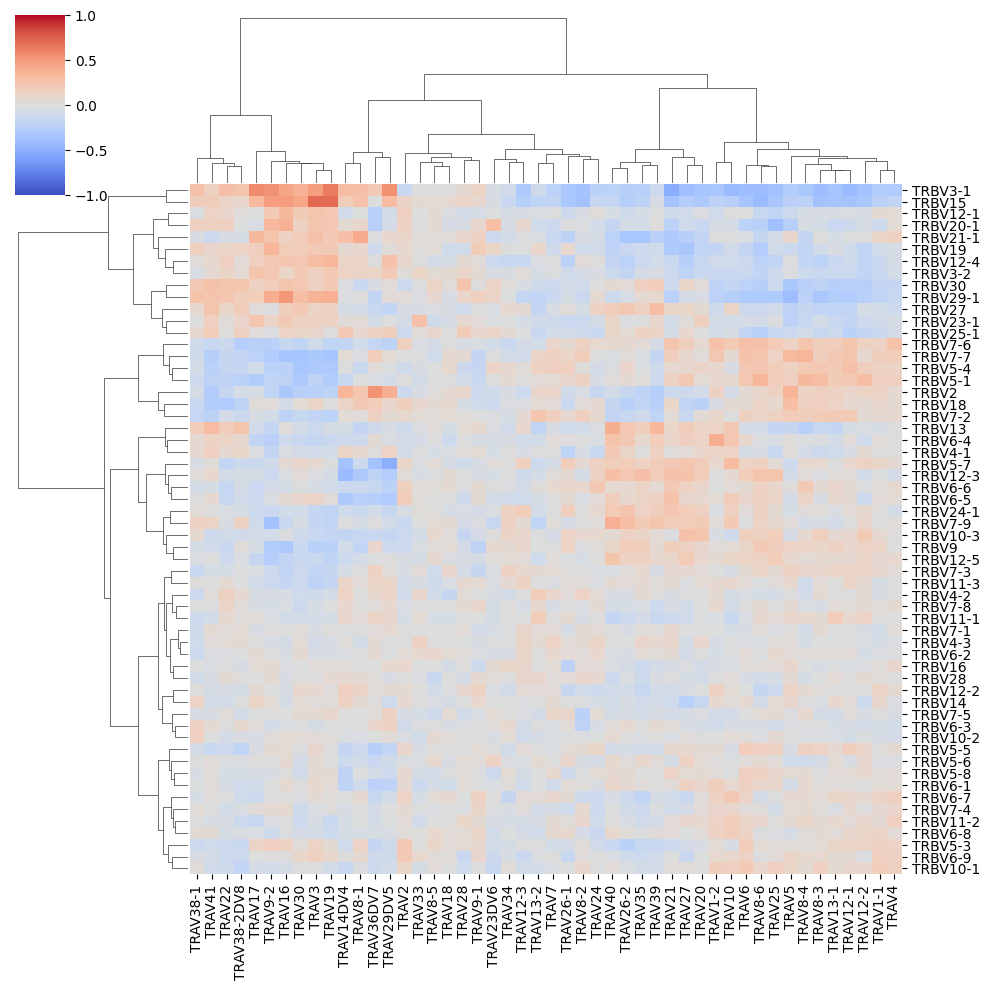 1.0
0.5
0.0
−0.5
−1.0
TRBV3-1
TRBV15
TRBV12-1
TRBV20-1
TRBV21-1
TRBV19
TRBV12-4
TRBV3-2
TRBV30
TRBV29-1
TRBV27
TRBV23-1
TRBV25-1
TRBV7-6
TRBV7-7
TRBV5-4
TRBV5-1
TRBV2
TRBV18
TRBV7-2
TRBV13
TRBV6-4
TRBV4-1
TRBV5-7
TRBV12-3
TRBV6-6
TRBV6-5
TRBV24-1
TRBV7-9
TRBV10-3
TRBV9
TRBV12-5
TRBV7-3
TRBV11-3
TRBV4-2
TRBV7-8
TRBV11-1
TRBV7-1
TRBV4-3
TRBV6-2
TRBV16
TRBV28
TRBV12-2
TRBV14
TRBV7-5
TRBV6-3
TRBV10-2
TRBV5-5
TRBV5-6
TRBV5-8
TRBV6-1
TRBV6-7
TRBV7-4
TRBV11-2
TRBV6-8
TRBV5-3
TRBV6-9
TRBV10-1
TRAV38-1
TRAV41
TRAV22
TRAV38-2DV8
TRAV17
TRAV9-2
TRAV16
TRAV30
TRAV3
TRAV19
TRAV14DV4
TRAV8-1
TRAV36DV7
TRAV29DV5
TRAV2
TRAV33
TRAV8-5
TRAV18
TRAV28
TRAV9-1
TRAV23DV6
TRAV34
TRAV12-3
TRAV13-2
TRAV7
TRAV26-1
TRAV8-2
TRAV24
TRAV40
TRAV26-2
TRAV35
TRAV39
TRAV21
TRAV27
TRAV20
TRAV1-2
TRAV10
TRAV6
TRAV8-6
TRAV25
TRAV5
TRAV8-4
TRAV8-3
TRAV13-1
TRAV12-1
TRAV12-2
TRAV1-1
TRAV4